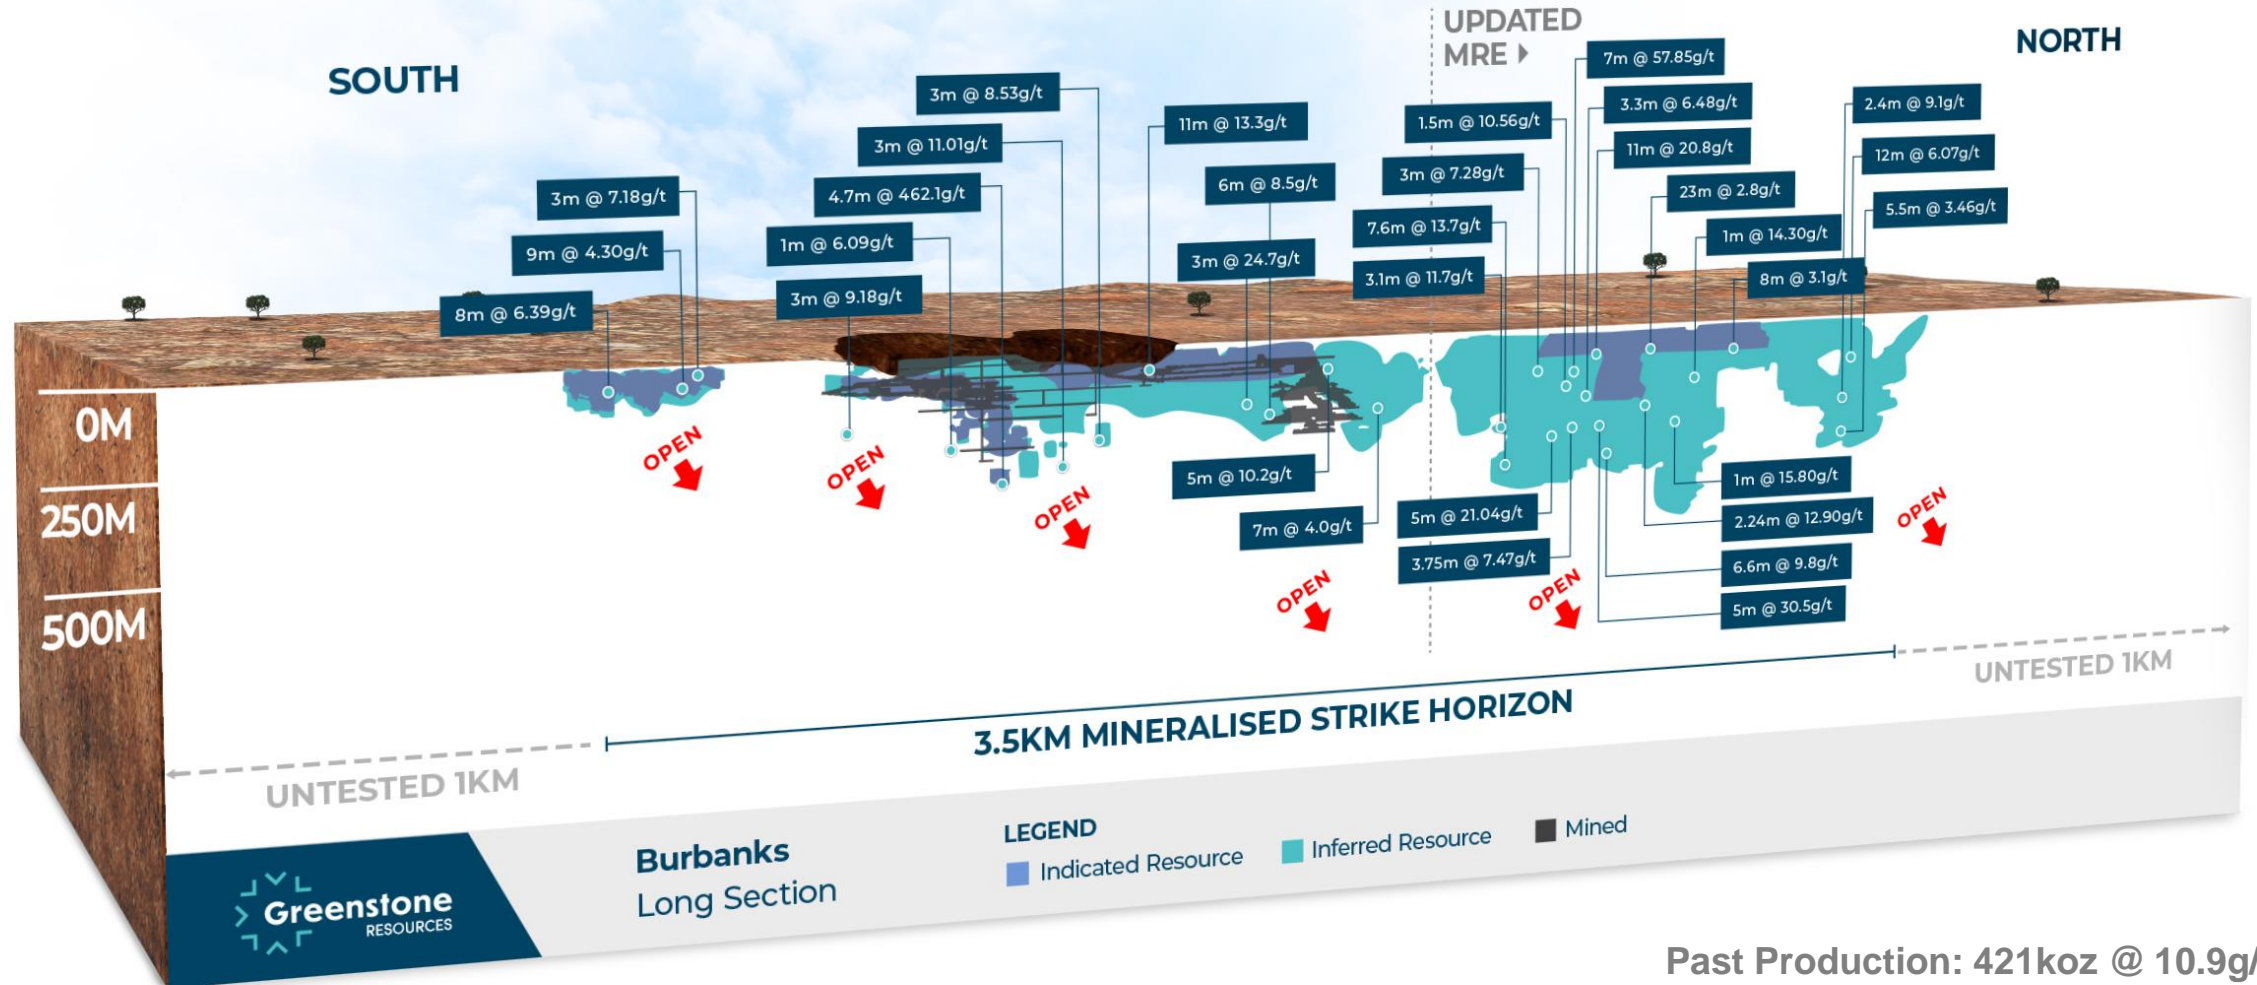 UPDATED
MRE
NORTH
SOUTH
7m @ 57.85g/t
3m @ 8.53g/t
3.3m @ 6.48g/t
2.4m @ 9.1g/t
11m @ 13.3g/t
1.5m @ 10.56g/t
3m @ 11.01g/t
11m @ 20.8g/t
12m @ 6.07g/t
3m @ 7.28g/t
6m @ 8.5g/t
23m @ 2.8g/t
3m @ 7.18g/t
4.7m @ 462.1g/t
5.5m @ 3.46g/t
7.6m @ 13.7g/t
1m @ 14.30g/t
9m @ 4.30g/t
1m @ 6.09g/t
3m @ 24.7g/t
3.1m @ 11.7g/t
8m @ 3.1g/t
8m @ 6.39g/t
3m @ 9.18g/t
0M
250M
500M
OPEN
OPEN
OPEN
OPEN
OPEN
OPEN
5m @ 10.2g/t
7m @ 4.0g/t
5m @ 21.04g/t
3.75m @ 7.47g/t
1m @ 15.80g/t
2.24m @ 12.90g/t
6.6m @ 9.8g/t
5m @ 30.5g/t
UNTESTED 1KM
3.5KM MINERALISED STRIKE HORIZON
UNTESTED 1KM
Greenstone
RESOURCES
Burbanks
Long Section
LEGEND
Indicated Resource
Inferred Resource
Mined
Past Production: 421koz @ 10.9g/